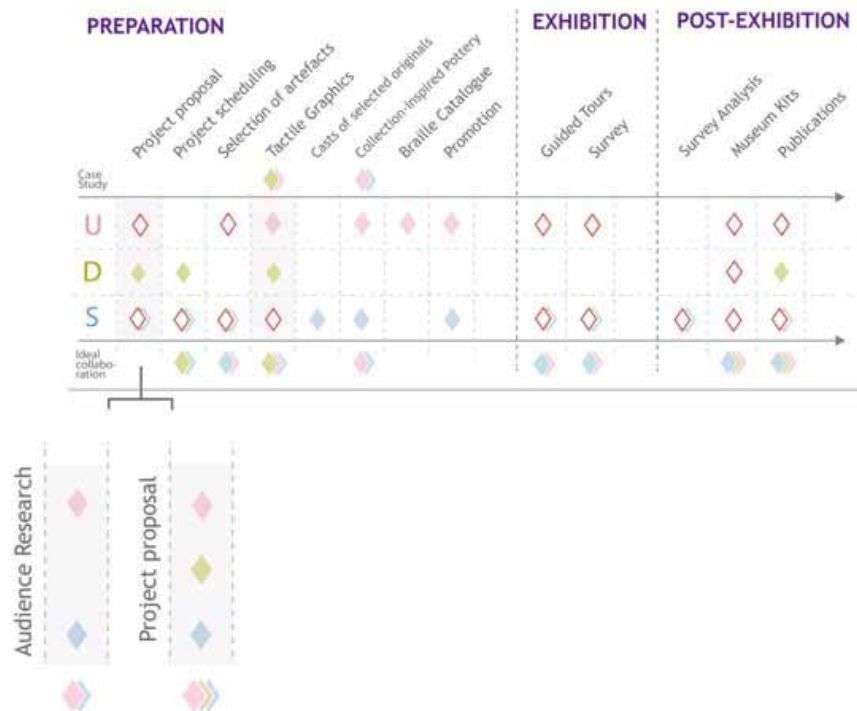 PREPARATION
EXHIBITION
POST-EXHIBITION
Project proposal
Project scheduling
Selection of artefacts
Tactile Graphics
Casts of selected originals
Collection-inspired Pottery
Braille Catalogue
Promotion
Guided Tours
Survey
Survey Analysis
Museum Kits
Publications
Case
Study
U
D
S
Ideal
collabo-
ration
Audience Research
Project proposal